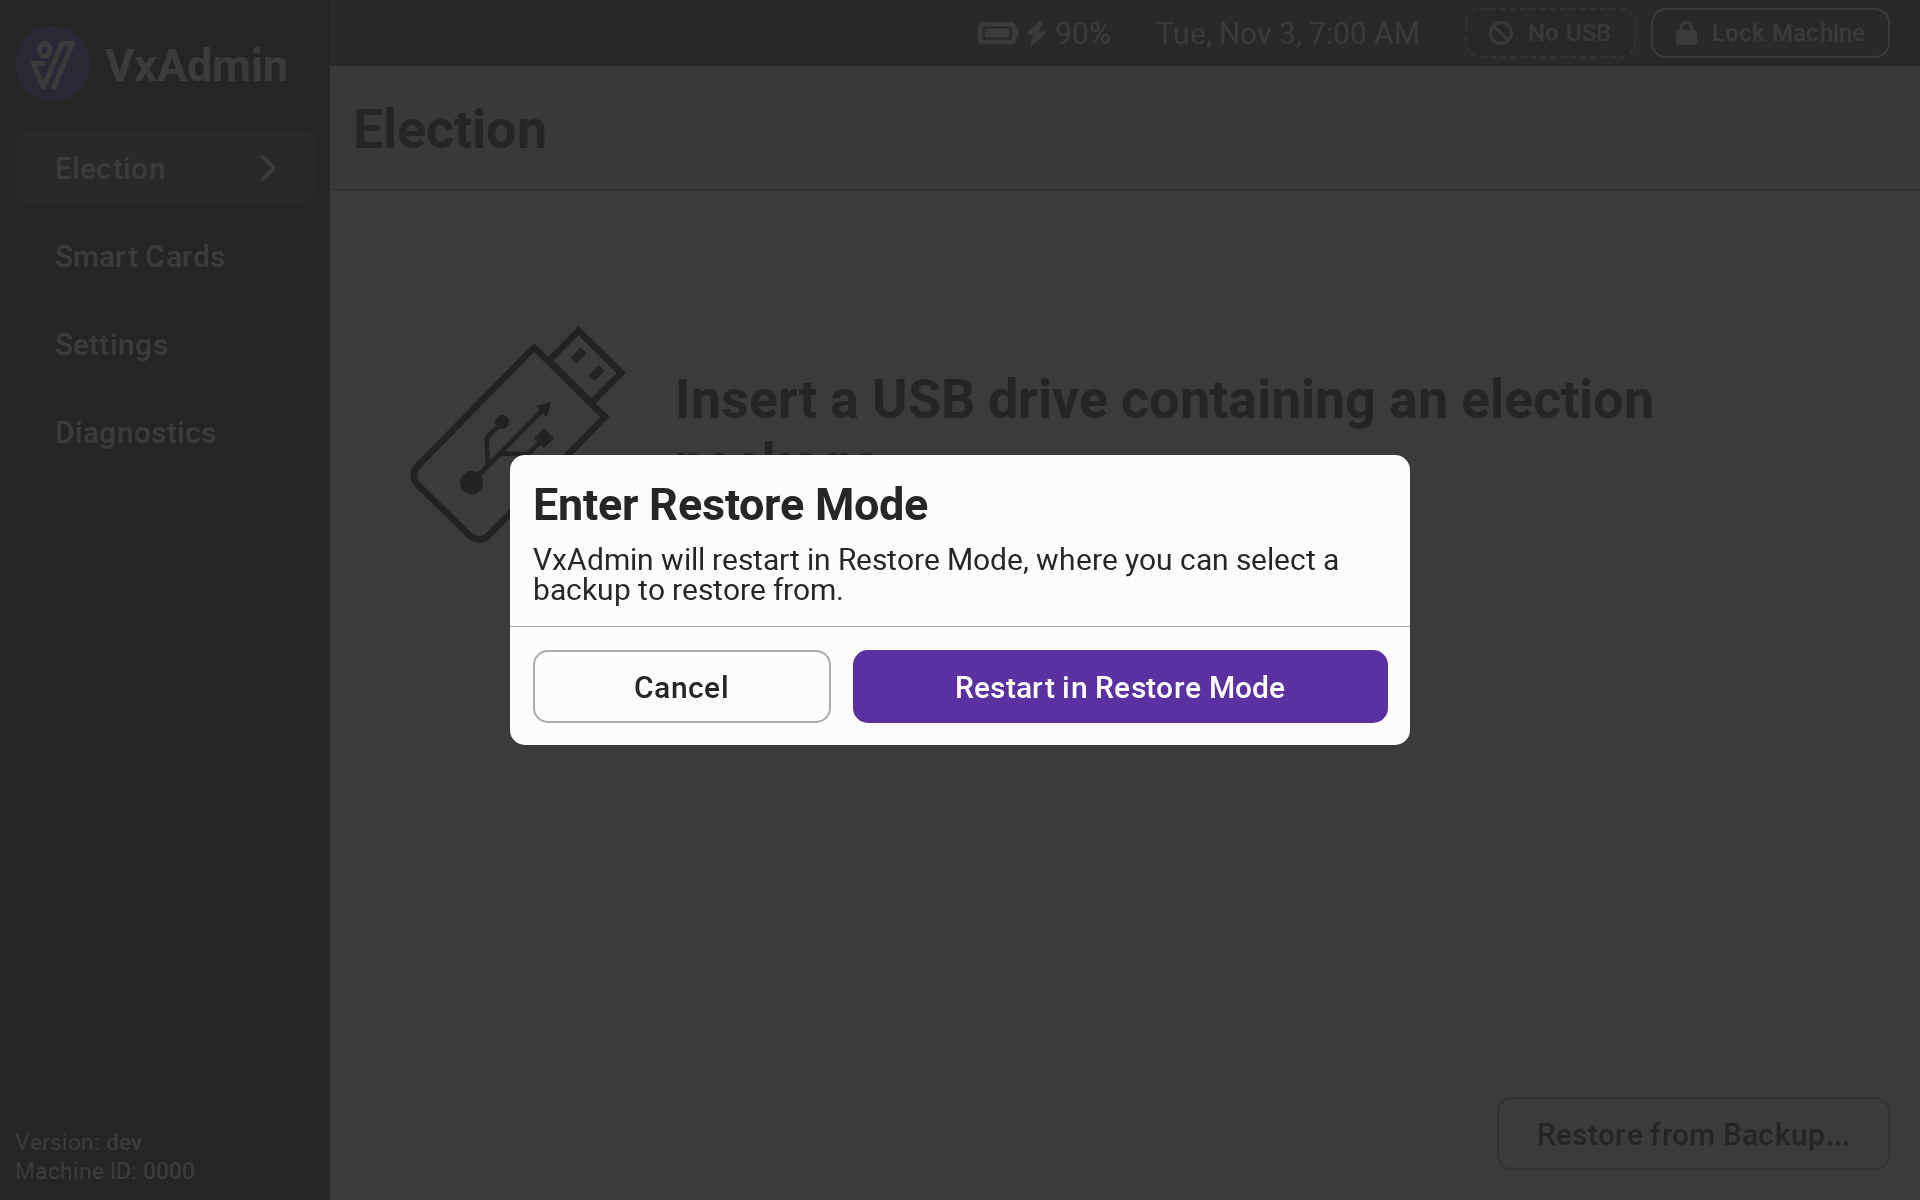 VxAdmin
90%
Tue, Nov 3, 7:00 AM
No USB
Lock Machine
Election
Smart Cards
Settings
Diagnostics
Election
Insert a USB drive containing an election
package
Enter Restore Mode
VxAdmin will restart in Restore Mode, where you can select a
backup to restore from.
Cancel
Restart in Restore Mode
Restore from Backup...
Version: dev
Machine ID: 0000